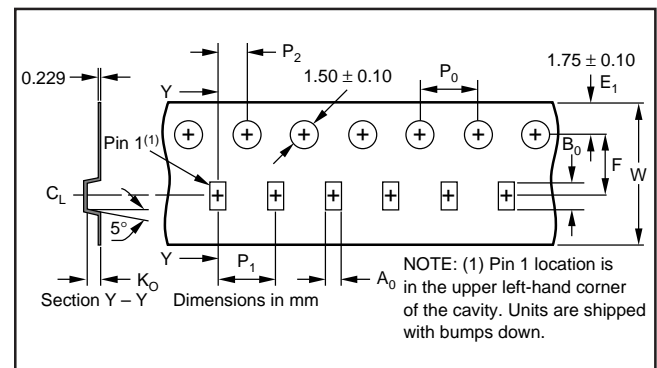 0.229
P2
1.50 ± 0.10
P0
1.75 ± 0.10
E1
Y
Pin 1(1)
B0
F
W
CL
5°
Y
P1
A0
KO
Section Y – Y
Dimensions in mm
NOTE: (1) Pin 1 location is
in the upper left-hand corner
of the cavity. Units are shipped
with bumps down.